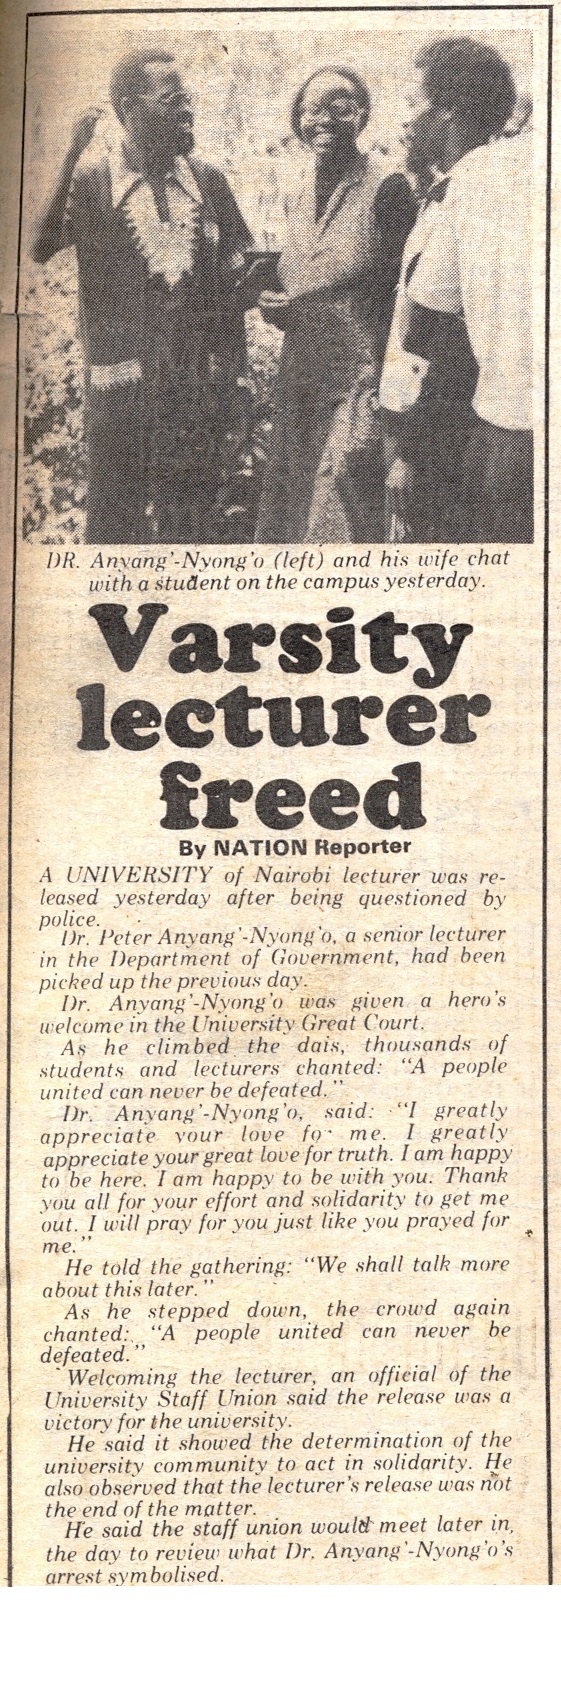 DR. Anyang'-Nyong'o (left) and his wife chat
with a student on the campus yesterday.
Varsity
lecturer
freed
By NATION Reporter
A UNIVERSITY of Nairobi lecturer was re-
leased yesterday after being questioned by
police.
Dr. Peter Anyang'-Nyong'o, a senior lecturer
in the Department of Government, had been
picked up the previous day.
Dr. Anyang'-Nyong'o was given a hero's
welcome in the University Great Court.
As he climbed the dais, thousands of
students and lecturers chanted: "A people
united can never be defeated."
Dr. Anyang'-Nyong'o, said: "I greatly
appreciate your love for me. I greatly
appreciate your great love for truth. I am happy
to be here. I am happy to be with you. Thank
you all for your effort and solidarity to get me
out. I will pray for you just like you prayed for
me."
He told the gathering: "We shall talk more
about this later."
As he stepped down, the crowd again
chanted: "A people united can never be
defeated."
Welcoming the lecturer, an official of the
University Staff Union said the release was a
victory for the university.
He said it showed the determination of the
university community to act in solidarity. He
also observed that the lecturer's release was not
the end of the matter.
He said the staff union would meet later in
the day to review what Dr. Anyang'-Nyong'o's
arrest symbolised.